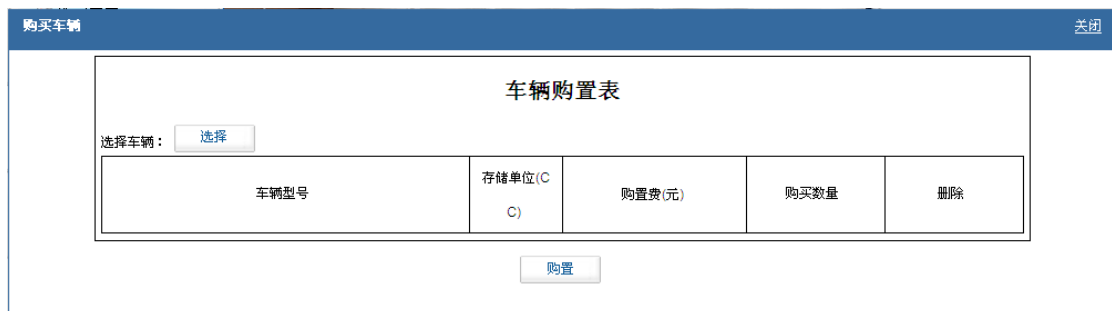 购买车辆
关闭
车辆购置表
选择车辆：
选择
车辆型号
存储单位(C
C)
购置费(元)
购买数量
删除
购置